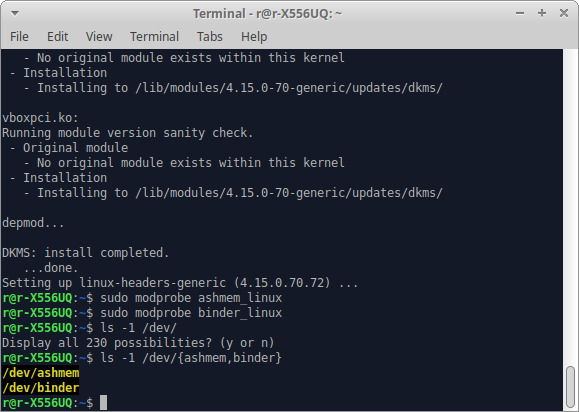 Terminal - r@r-X556UQ: ~
File Edit View Terminal Tabs Help
   - No original module exists within this kernel
 - Installation
   - Installing to /lib/modules/4.15.0-70-generic/updates/dkms/

vboxpci.ko:
Running module version sanity check.
 - Original module
   - No original module exists within this kernel
 - Installation
   - Installing to /lib/modules/4.15.0-70-generic/updates/dkms/

depmod...

DKMS: install completed.
   ...done.
Setting up linux-headers-generic (4.15.0.70.72) ...
r@r-X556UQ:~$ sudo modprobe ashmem_linux
r@r-X556UQ:~$ sudo modprobe binder_linux
r@r-X556UQ:~$ ls -1 /dev/
Display all 230 possibilities? (y or n)
r@r-X556UQ:~$ ls -1 /dev/{ashmem,binder}
/dev/ashmem
/dev/binder
r@r-X556UQ:~$